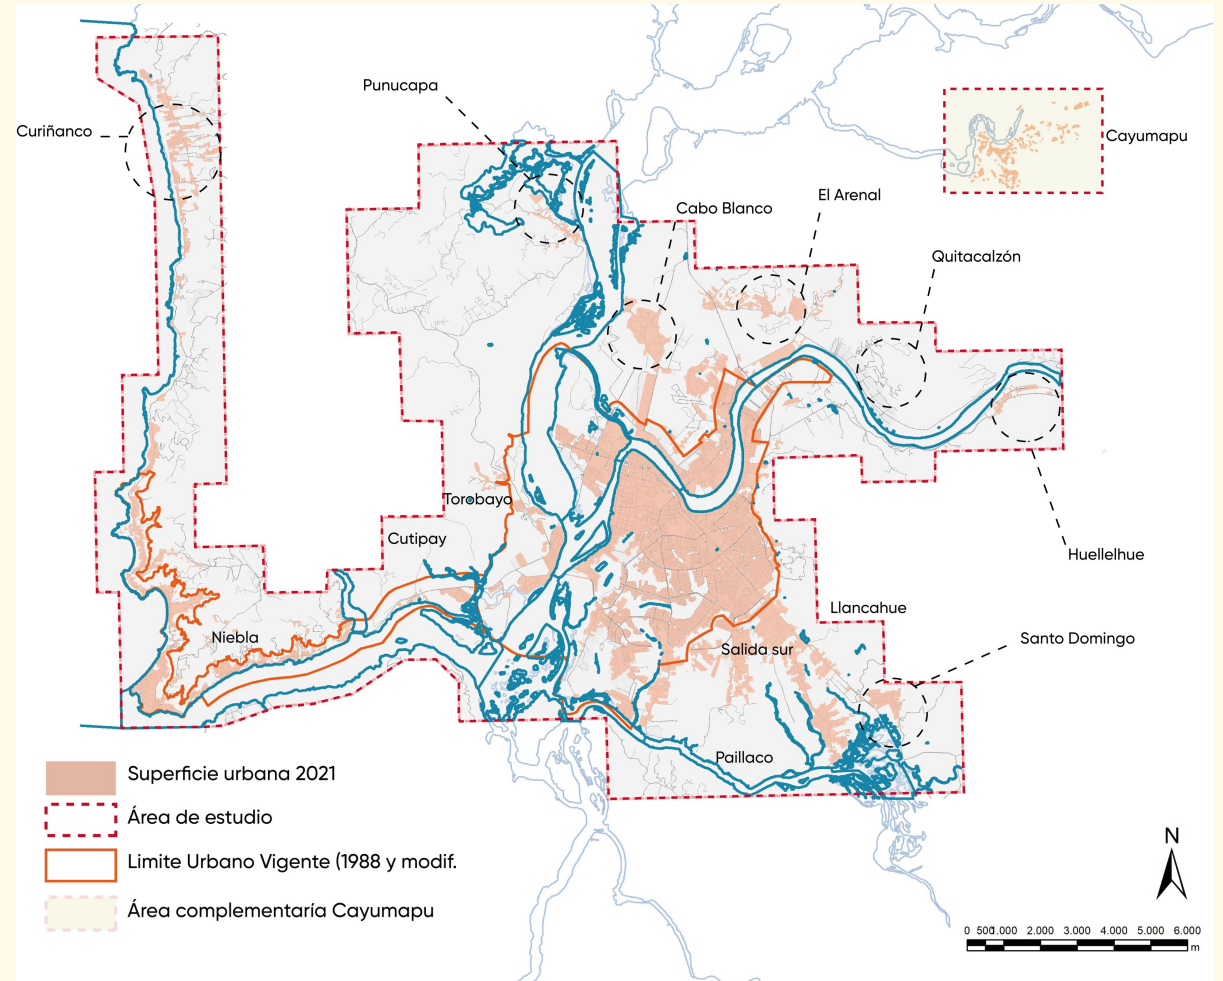 Punucapa
Curiñanco
Cayumapu
El Arenal
Cabo Blanco
Quitacalzón
Torobayo
Cutipay
Huellelhue
Llancahue
Niebla
Santo Domingo
Salida sur
Paillaco
Superficie urbana 2021
Área de estudio
Limite Urbano Vigente (1988 y modif.
Área complementaría Cayumapu
N
0 500 1.000 2.000 3.000 4.000 5.000 6.000
m